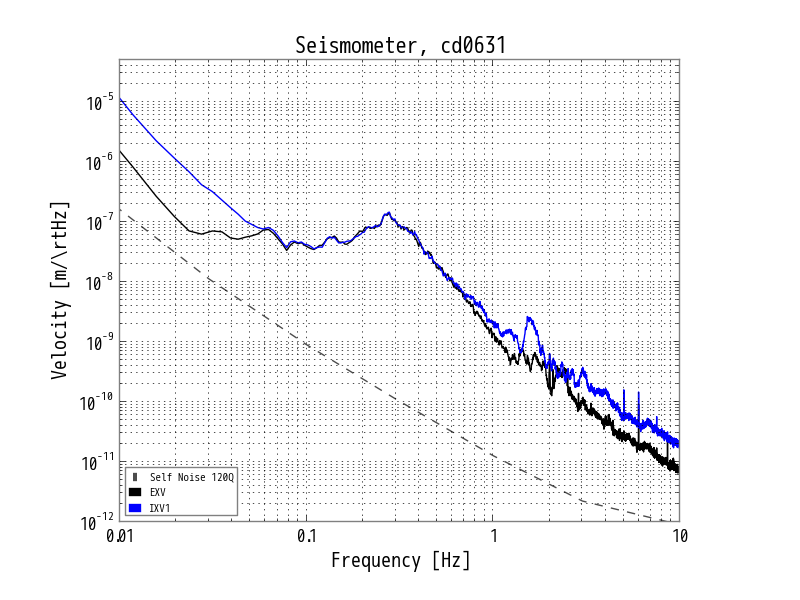 Seismometer, cd0631
Velocity [m/\rtHz]
10^-5
10^-6
10^-7
10^-8
10^-9
10^-10
10^-11
10^-12
Self Noise 120Q
EXV
IXV1
0.01 0.1 1 10
Frequency [Hz]